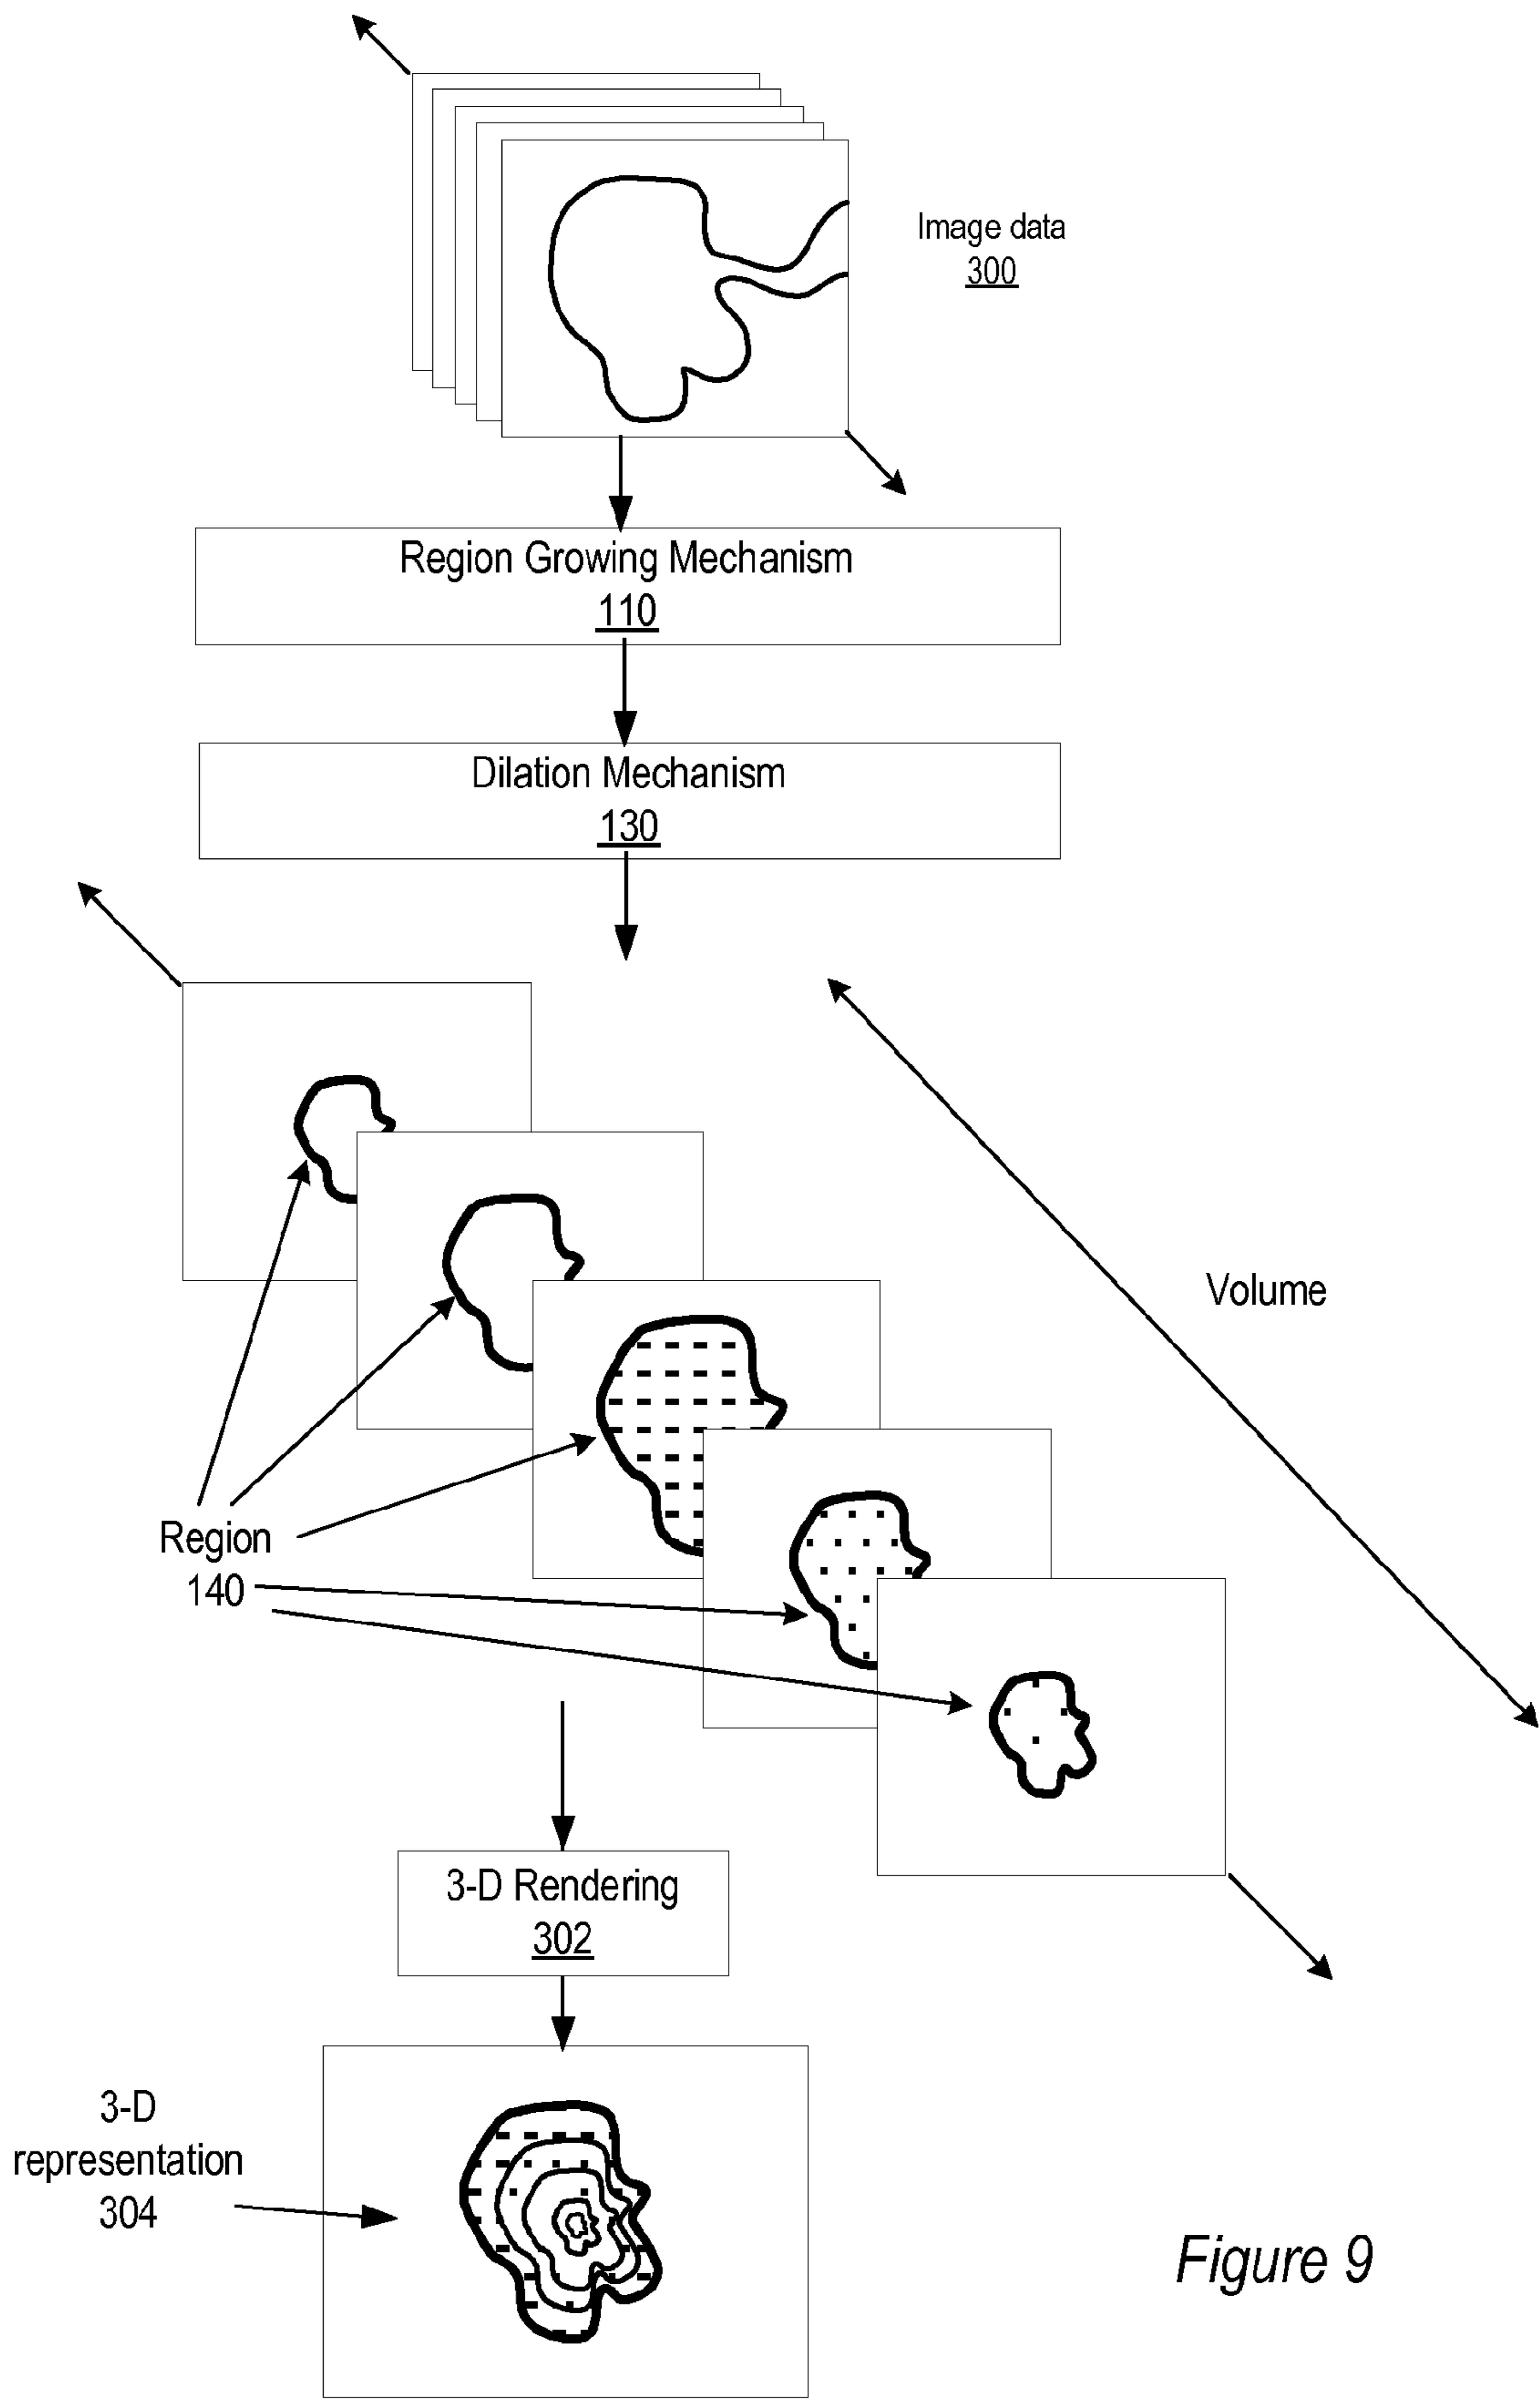 Image data
300
Region Growing Mechanism
110
Dilation Mechanism
130
Volume
Region
140
3-D Rendering
302
3-D
representation
304
Figure 9